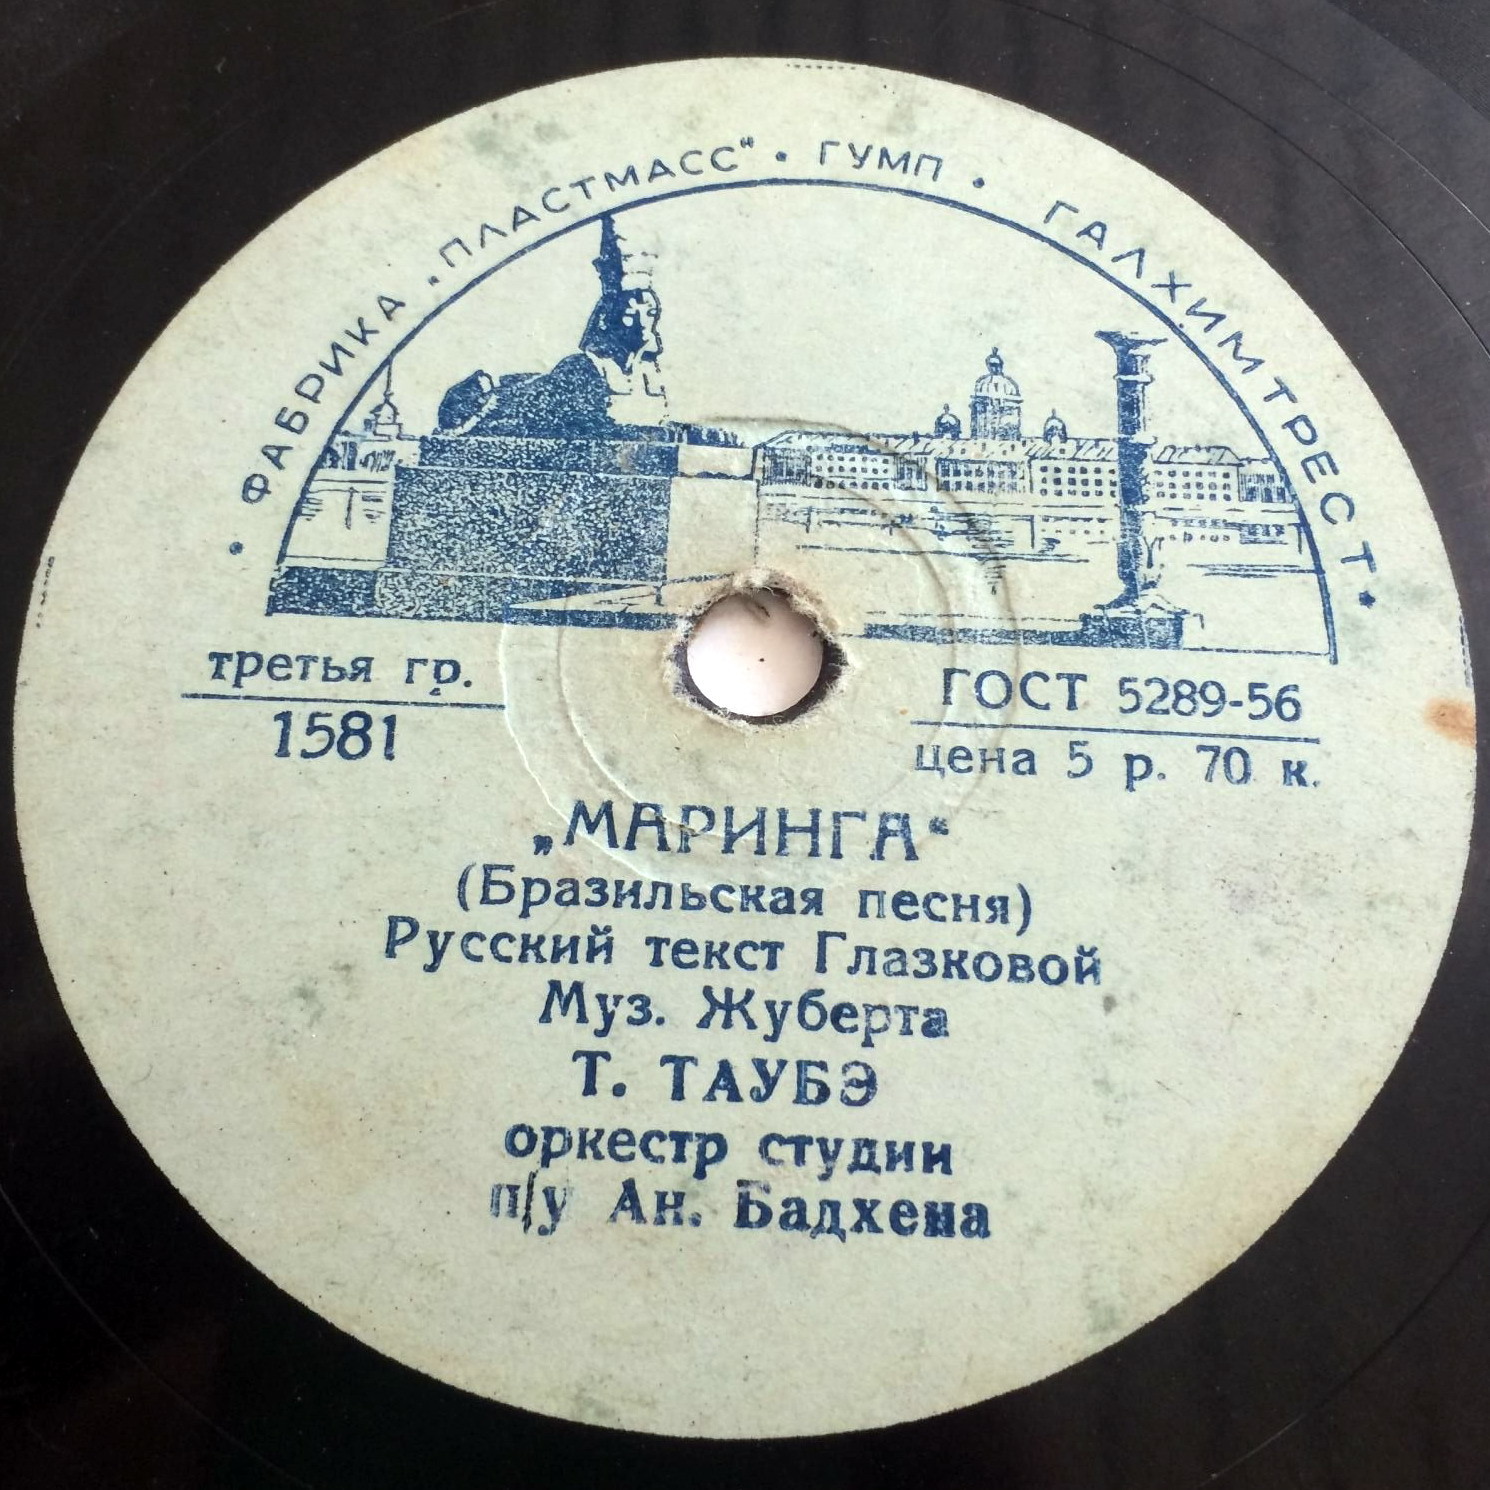 • ФАБРИКА „ПЛАСТМАСС“ • ГУМП • ГАЛХИМТРЕСТ •
третья гр.
1581
ГОСТ 5289-56
цена 5 р. 70 к.
„МАРИНГА“
(Бразильская песня)
Русский текст Глазковой
Муз. Жуберта
Т. ТАУБЭ
оркестр студии
п/у Ан. Бадхена